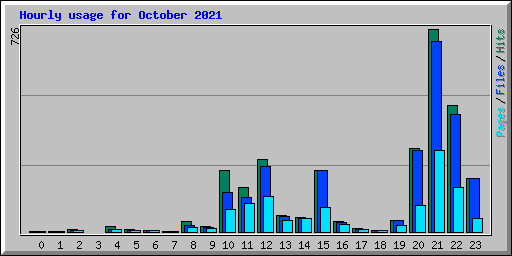 Hourly usage for October 2021
726
Pages/Files/Hits
0 1 2 3 4 5 6 7 8 9 10 11 12 13 14 15 16 17 18 19 20 21 22 23